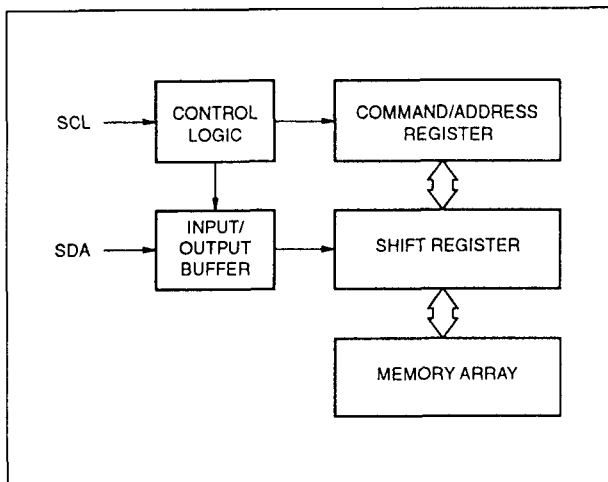 SCL
CONTROL
LOGIC
COMMAND/ADDRESS
REGISTER
SDA
INPUT/
OUTPUT
BUFFER
SHIFT REGISTER
MEMORY ARRAY